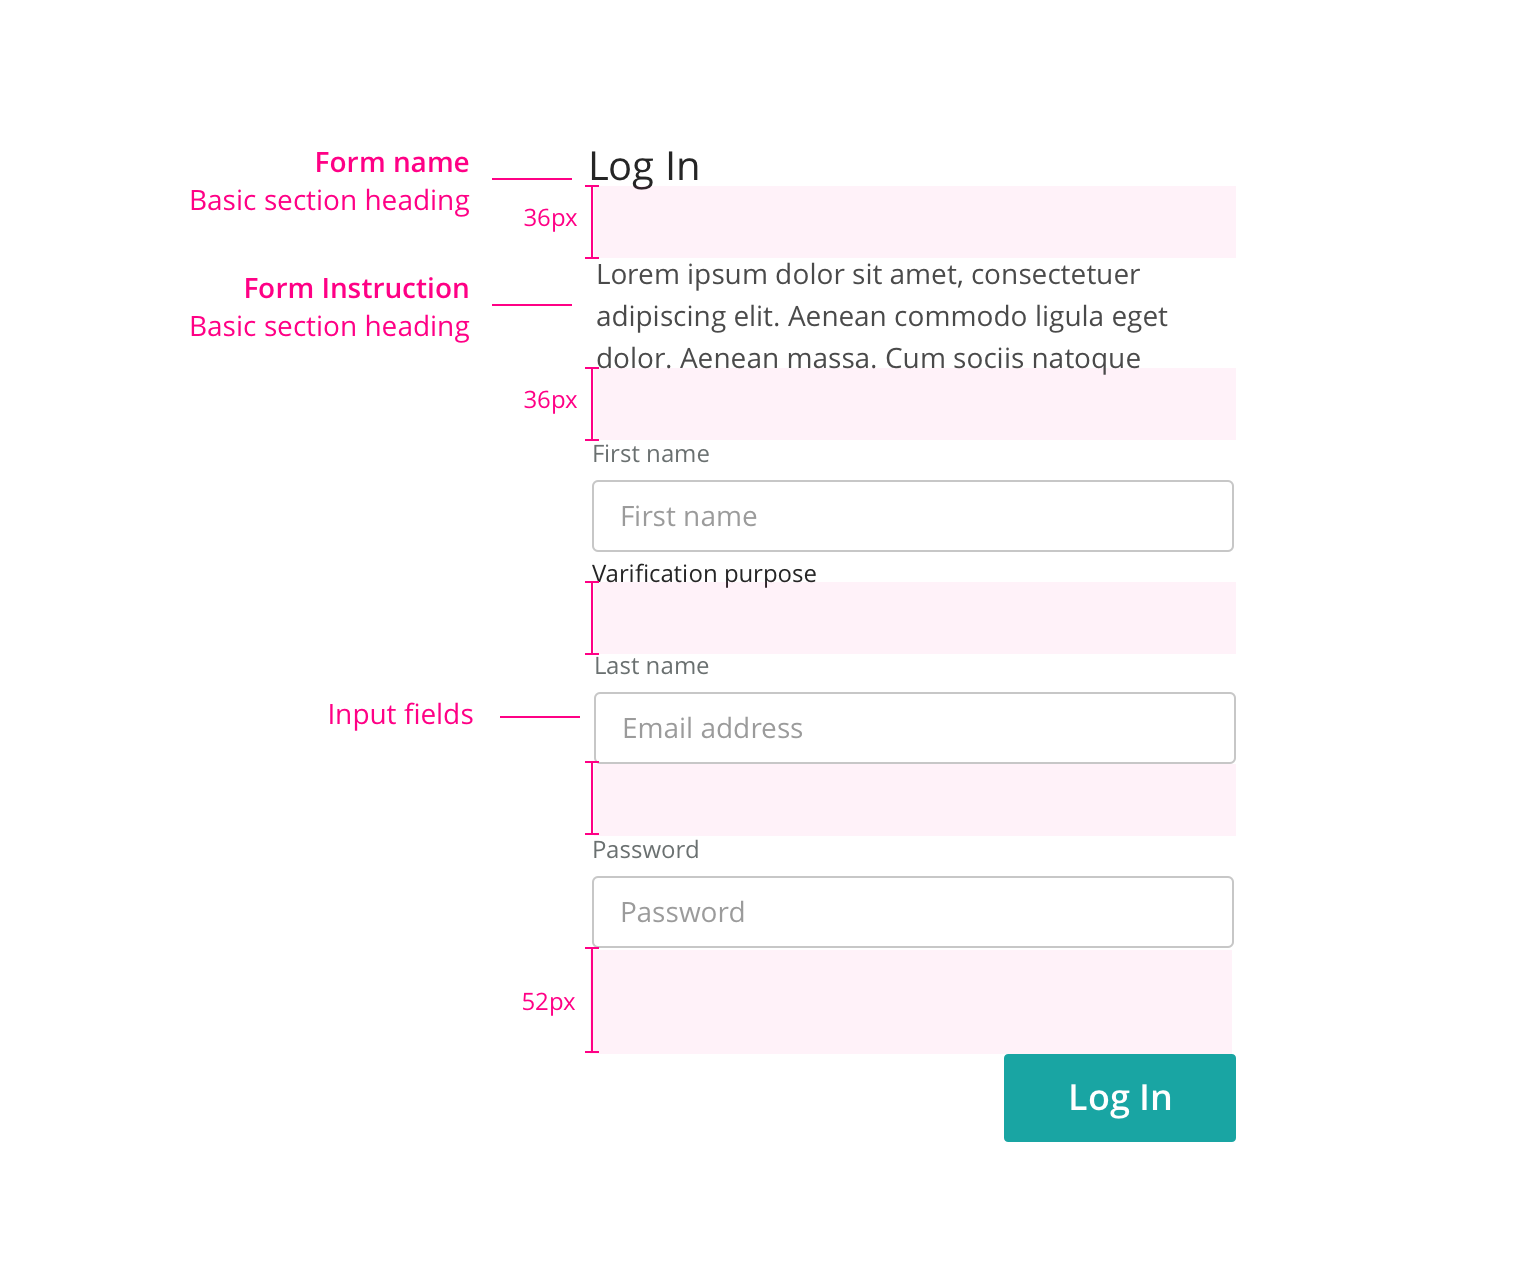 Form name
Basic section heading
Log In
36px
Form Instruction
Basic section heading
Lorem ipsum dolor sit amet, consectetuer
adipiscing elit. Aenean commodo ligula eget
dolor. Aenean massa. Cum sociis natoque
36px
First name
First name
Varification purpose
Last name
Input fields
Email address
Password
Password
52px
Log In